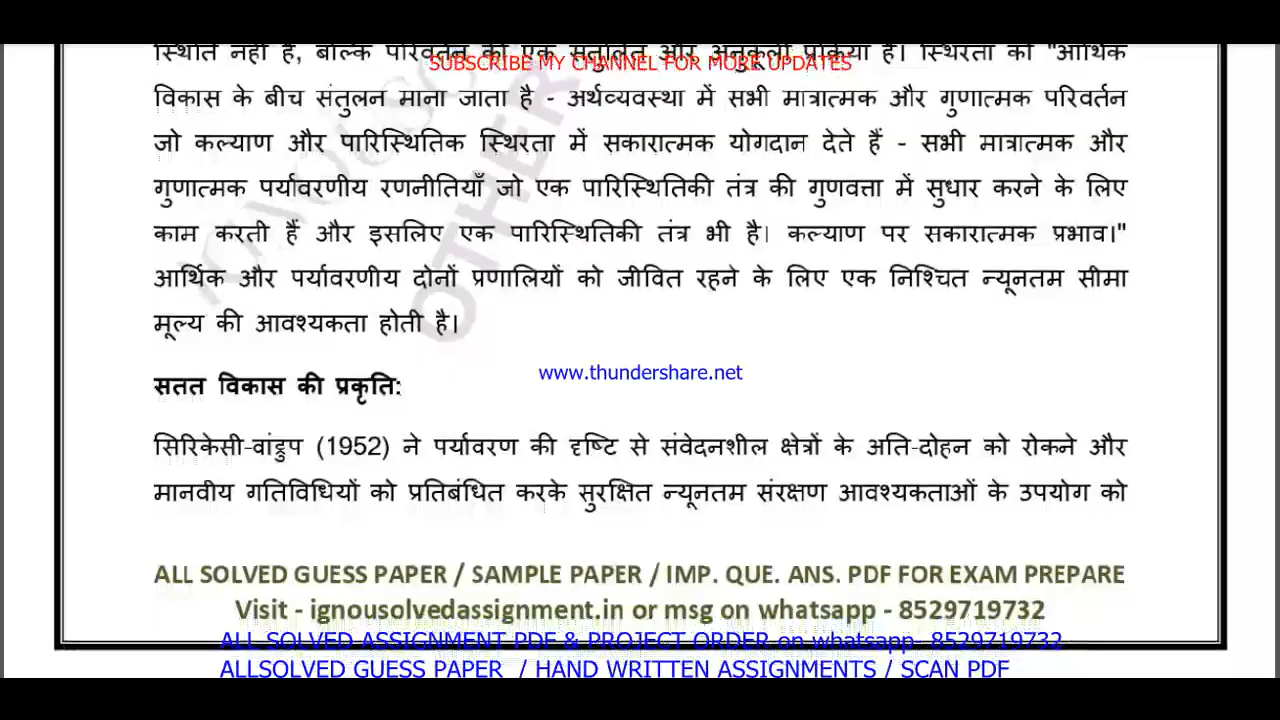 स्थिति नहीं है, बल्कि परिवर्तन की एक संतुलित और अनुकूली प्रक्रिया है। स्थिरता को "आर्थिक
SUBSCRIBE MY CHANNEL FOR MORE UPDATES
विकास के बीच संतुलन माना जाता है - अर्थव्यवस्था में सभी मात्रात्मक और गुणात्मक परिवर्तन
जो कल्याण और पारिस्थितिक स्थिरता में सकारात्मक योगदान देते हैं - सभी मात्रात्मक और
गुणात्मक पर्यावरणीय रणनीतियाँ जो एक पारिस्थितिकी तंत्र की गुणवत्ता में सुधार करने के लिए
काम करती हैं और इसलिए एक पारिस्थितिकी तंत्र भी है। कल्याण पर सकारात्मक प्रभाव।"
आर्थिक और पर्यावरणीय दोनों प्रणालियों को जीवित रहने के लिए एक निश्चित न्यूनतम सीमा
मूल्य की आवश्यकता होती है।
OTHER
www.thundershare.net
सतत विकास की प्रकृति:
सिरिकेसी-वांड्रुप (1952) ने पर्यावरण की दृष्टि से संवेदनशील क्षेत्रों के अति-दोहन को रोकने और
मानवीय गतिविधियों को प्रतिबंधित करके सुरक्षित न्यूनतम संरक्षण आवश्यकताओं के उपयोग को
ALL SOLVED GUESS PAPER / SAMPLE PAPER / IMP. QUE. ANS. PDF FOR EXAM PREPARE
Visit - ignousolvedassignment.in or msg on whatsapp - 8529719732
ALL SOLVED ASSIGNMENT PDF & PROJECT ORDER on whatsapp- 8529719732
ALLSOLVED GUESS PAPER / HAND WRITTEN ASSIGNMENTS / SCAN PDF